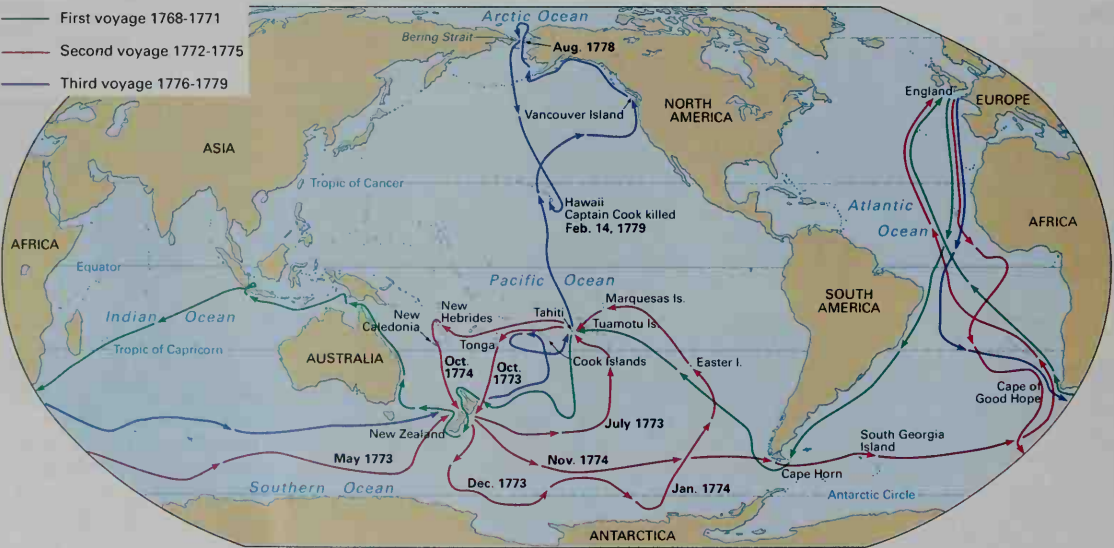 First voyage 1768-1771
Second voyage 1772-1775
Third voyage 1776-1779
Arctic Ocean
Bering Strait
Aug. 1778
England
EUROPE
NORTH
AMERICA
Vancouver Island
ASIA
Tropic of Cancer
Hawaii
Captain Cook killed
Feb. 14, 1779
Atlantic
Ocean
AFRICA
AFRICA
Equator
Pacific Ocean
SOUTH
AMERICA
Indian Ocean
New
Hebrides
Tahiti
Marquesas Is.
New
Caledonia
Tuamotu Is.
Tropic of Capricorn
AUSTRALIA
Tonga
Cook Islands
Easter I.
Oct.
1774
Oct.
1773
Cape of
Good Hope
New Zealand
July 1773
South Georgia
Island
May 1773
Nov. 1774
Cape Horn
Southern Ocean
Dec. 1773
Jan. 1774
Antarctic Circle
ANTARCTICA